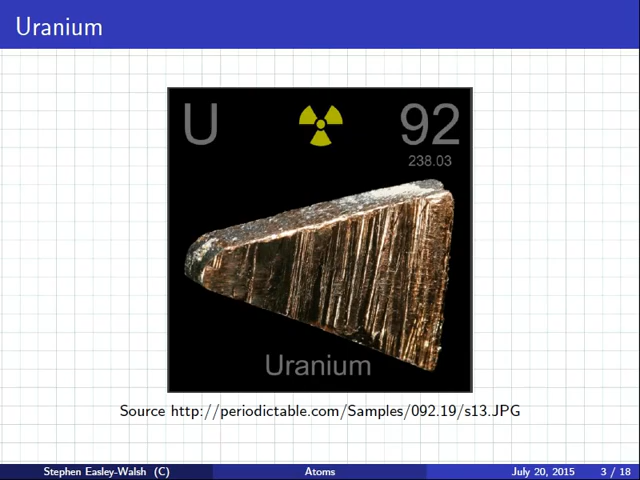 Uranium
U 92
238.03
Uranium
Source http://periodictable.com/Samples/092.19/s13.JPG
Stephen Easley-Walsh (C) Atoms July 20, 2015 3 / 18